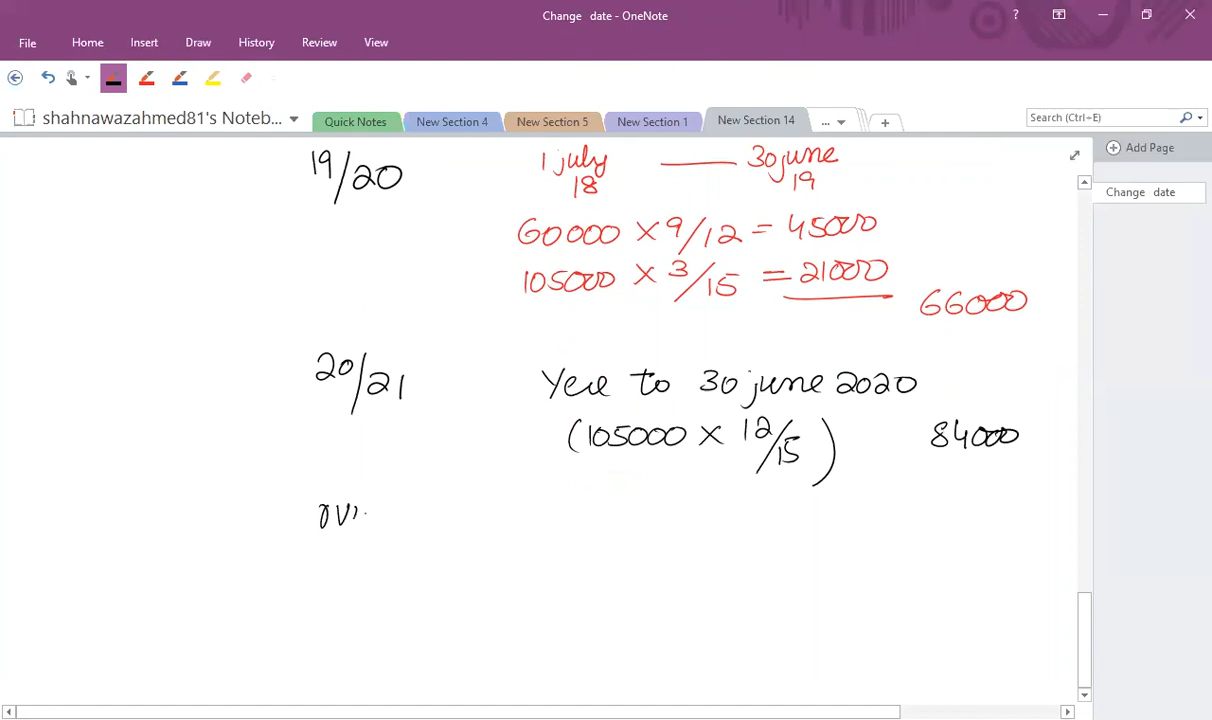 Change date - OneNote
?
File Home Insert Draw History Review View
shahnawazahmed81's Noteb... Quick Notes New Section 4 New Section 5 New Section 1 New Section 14 ... + Search (Ctrl+E)
Add Page
Change date
19/20 1 july 18 — 30 june 19
60000 × 9/12 = 45000
105000 × 3/15 = 21000
66000
20/21 Year to 30 june 2020
(105000 × 12/15) 84000